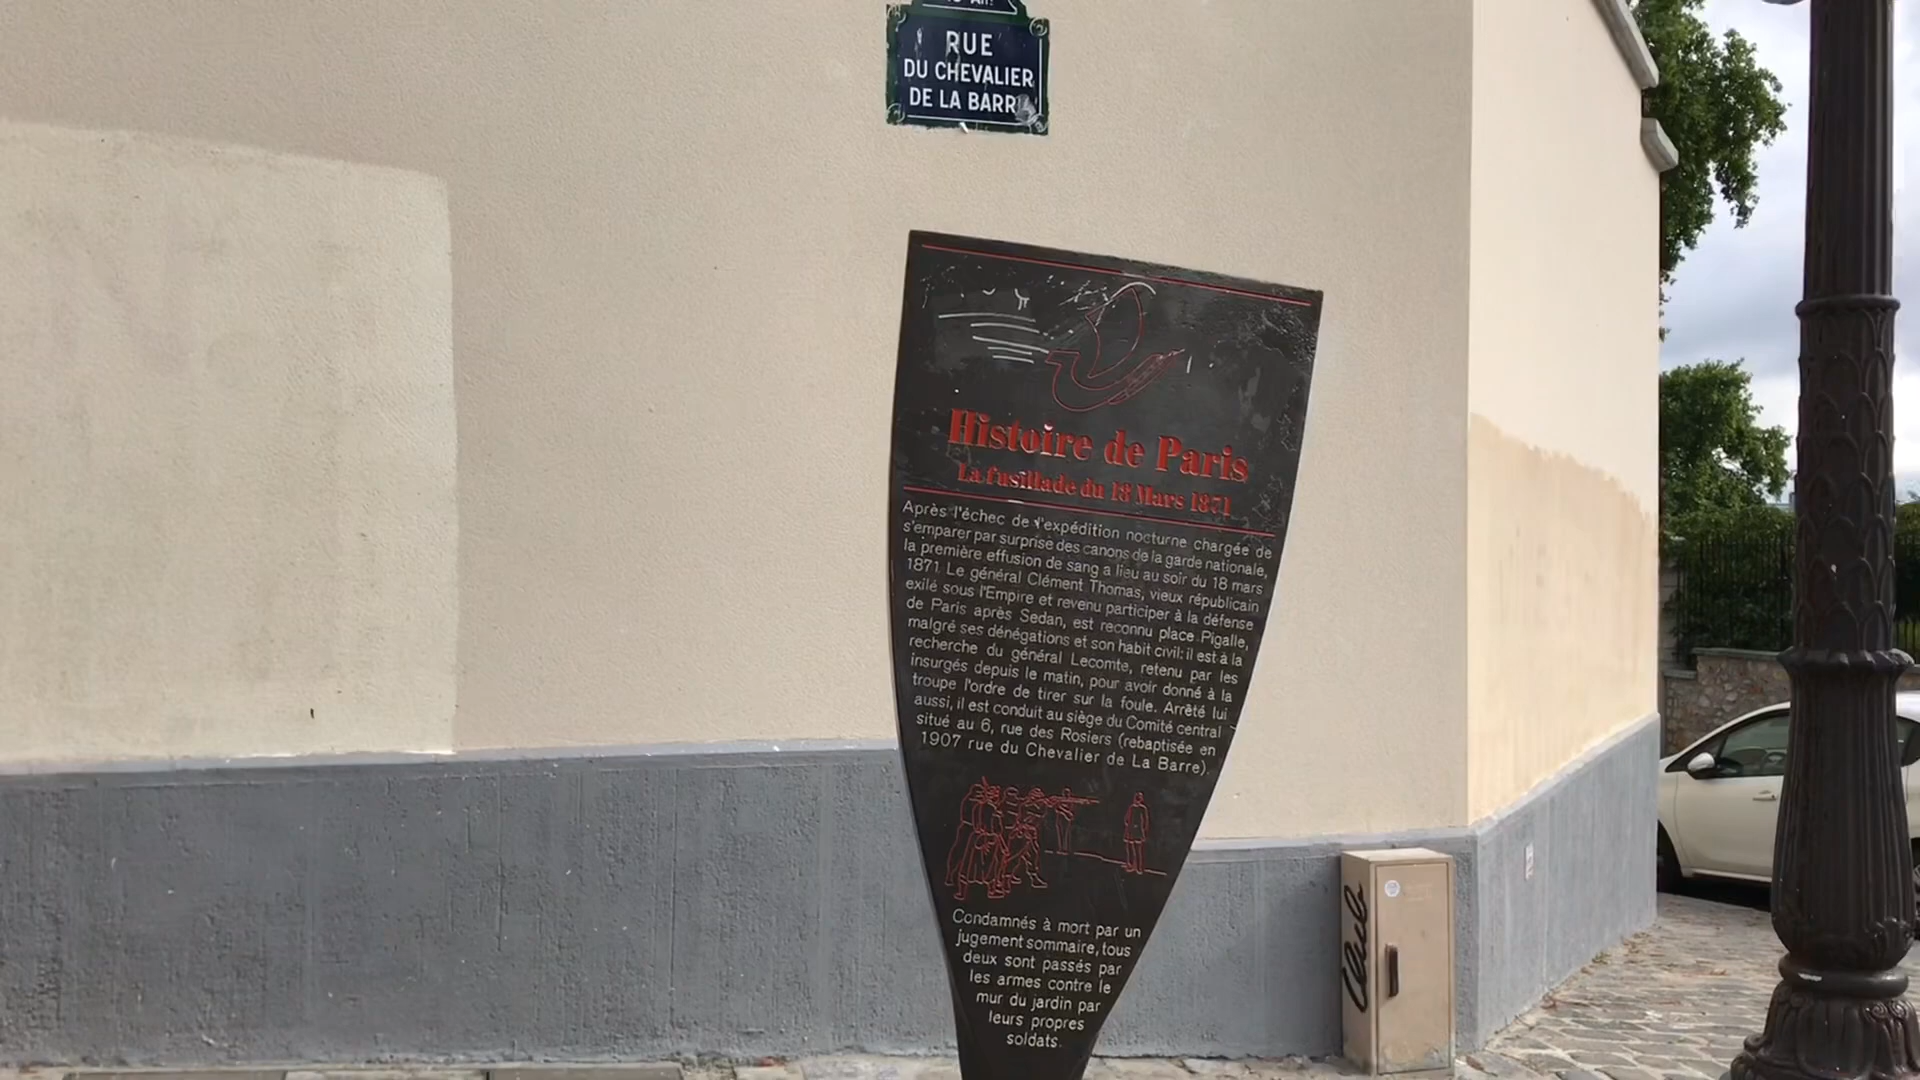 RUE
DU CHEVALIER
DE LA BARRE
Histoire de Paris
La fusillade du 18 Mars 1871
Après l'échec de l'expédition nocturne chargée de
s'emparer par surprise des canons de la garde nationale,
la première effusion de sang a lieu au soir du 18 mars
1871. Le général Clément Thomas, vieux républicain
exilé sous l'Empire et revenu participer à la défense
de Paris après Sedan, est reconnu place Pigalle,
malgré ses dénégations et son habit civil: il est à la
recherche du général Lecomte, retenu par les
insurgés depuis le matin, pour avoir donné à la
troupe l'ordre de tirer sur la foule. Arrêté lui
aussi, il est conduit au siège du Comité central
situé au 6, rue des Rosiers (rebaptisée en
1907 rue du Chevalier de La Barre).
Condamnés à mort par un
jugement sommaire, tous
deux sont passés par
les armes contre le
mur du jardin par
leurs propres
soldats.